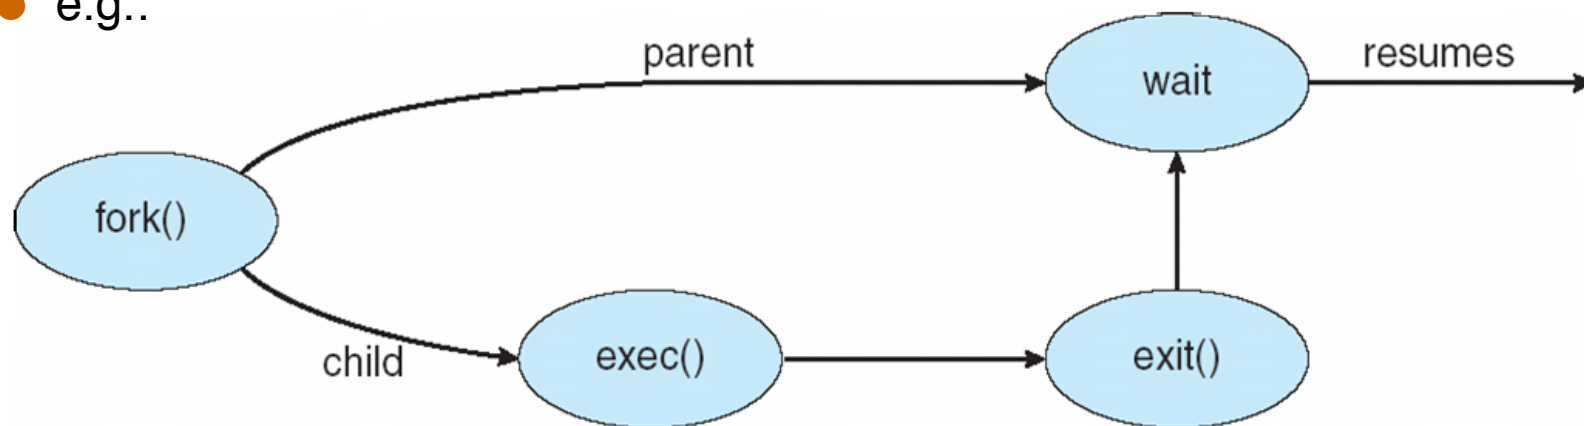 e.g.:
parent
wait
resumes
fork()
child
exec()
exit()